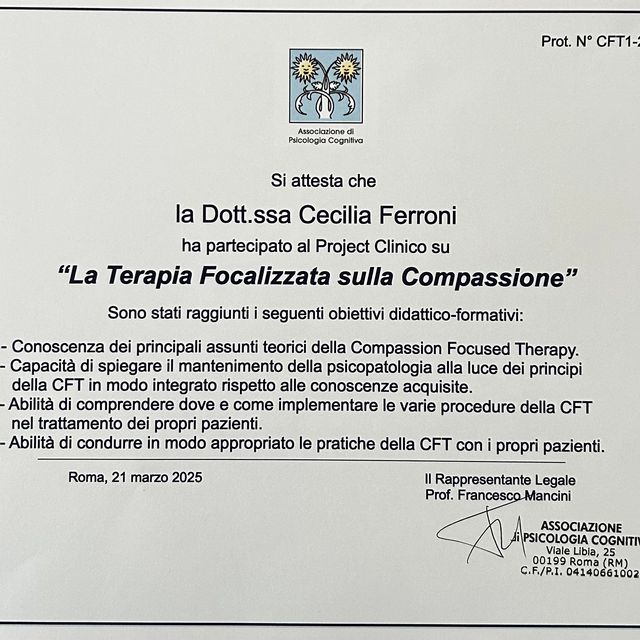 Prot. N° CFT1-2
Associazione di
Psicologia Cognitiva
Si attesta che
la Dott.ssa Cecilia Ferroni
ha partecipato al Project Clinico su
“La Terapia Focalizzata sulla Compassione”
Sono stati raggiunti i seguenti obiettivi didattico-formativi:
- Conoscenza dei principali assunti teorici della Compassion Focused Therapy.
- Capacità di spiegare il mantenimento della psicopatologia alla luce dei principi
della CFT in modo integrato rispetto alle conoscenze acquisite.
- Abilità di comprendere dove e come implementare le varie procedure della CFT
nel trattamento dei propri pazienti.
- Abilità di condurre in modo appropriato le pratiche della CFT con i propri pazienti.
Roma, 21 marzo 2025
Il Rappresentante Legale
Prof. Francesco Mancini
ASSOCIAZIONE
di PSICOLOGIA COGNITIV
Viale Libia, 25
00199 Roma (RM)
C.F./P.I. 04140661002